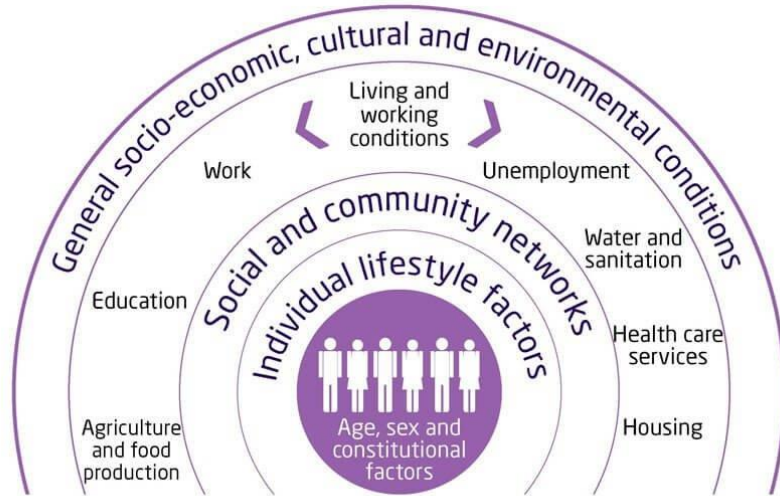 General socio-economic, cultural and environmental conditions
Living and
working
conditions
Work
Unemployment
Social and community networks
Water and
sanitation
Individual lifestyle factors
Education
Health care
services
Agriculture
and food
production
Age, sex and
constitutional
factors
Housing